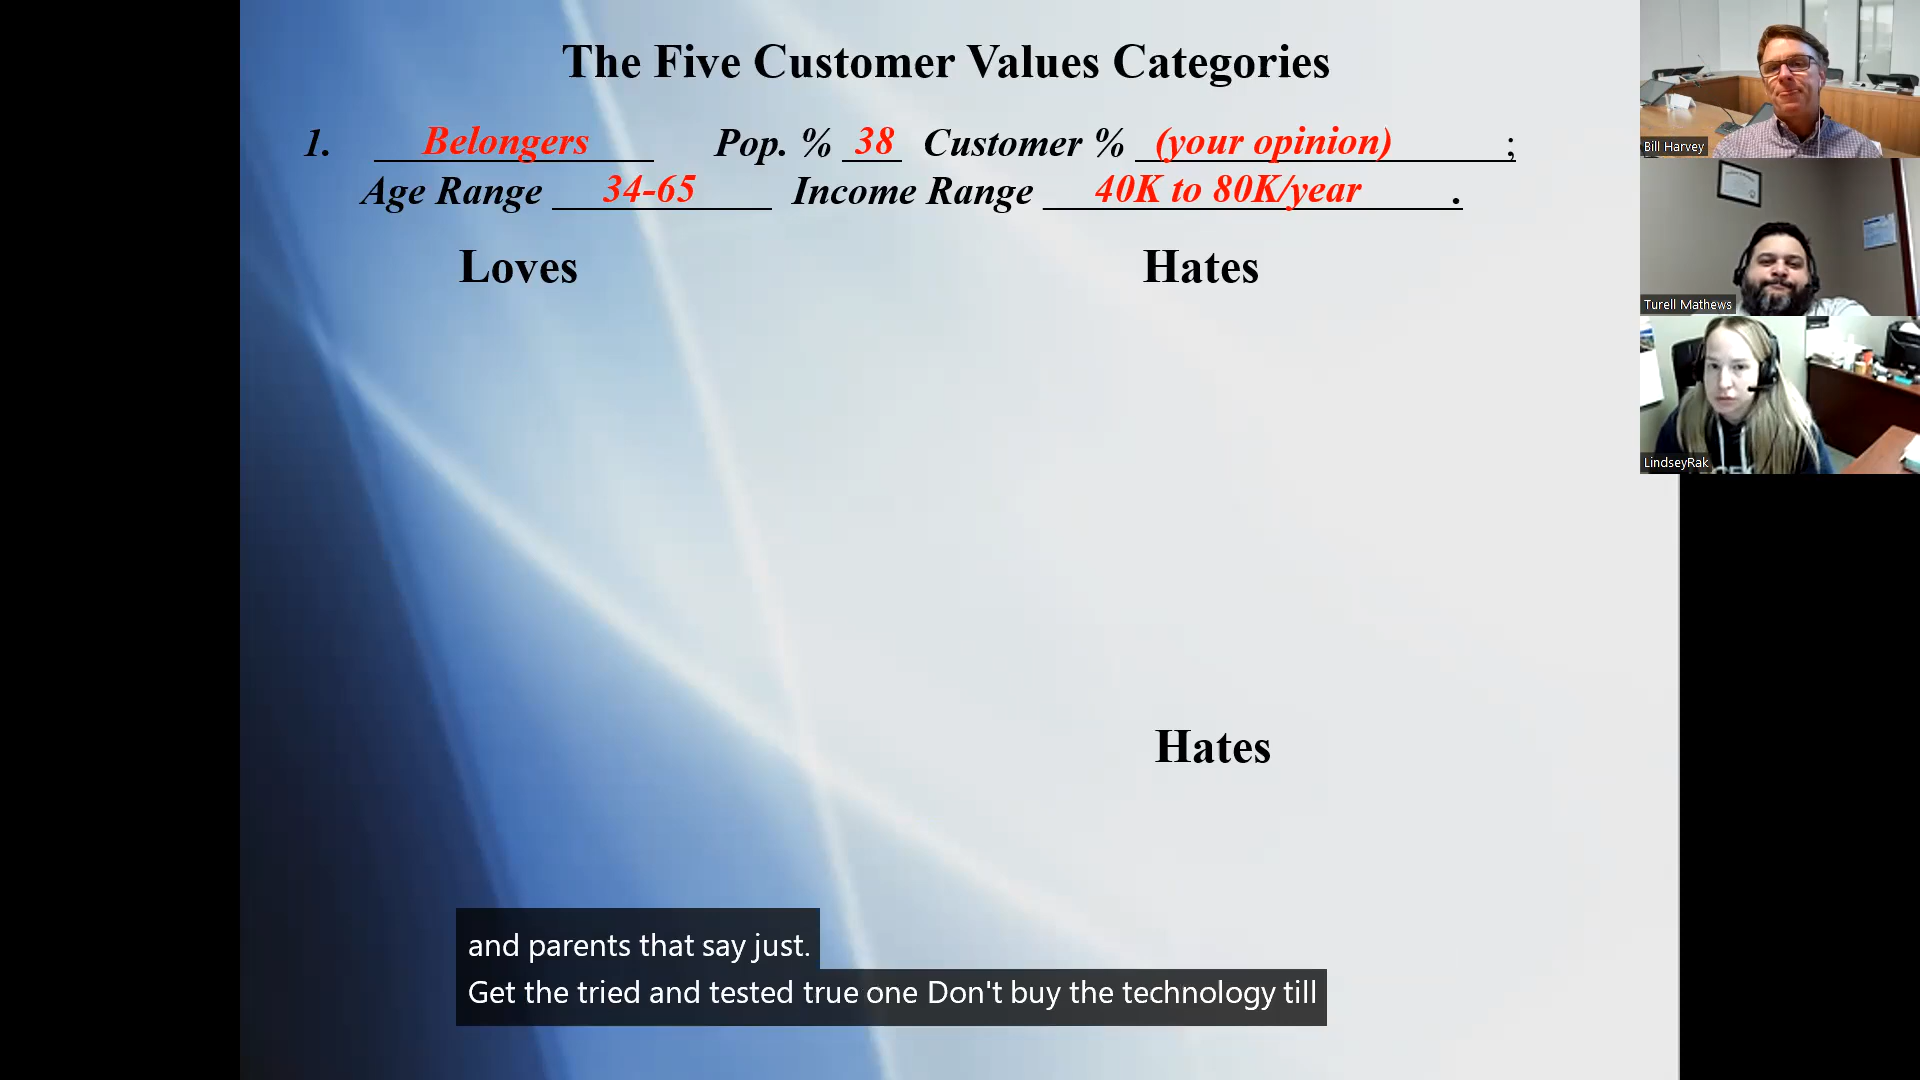 The Five Customer Values Categories
1. Belongers Pop. % 38 Customer % (your opinion) ;
Age Range 34-65 Income Range 40K to 80K/year .
Loves Hates
Hates
and parents that say just.
Get the tried and tested true one Don't buy the technology till
Bill Harvey
Turell Mathews
LindseyRak